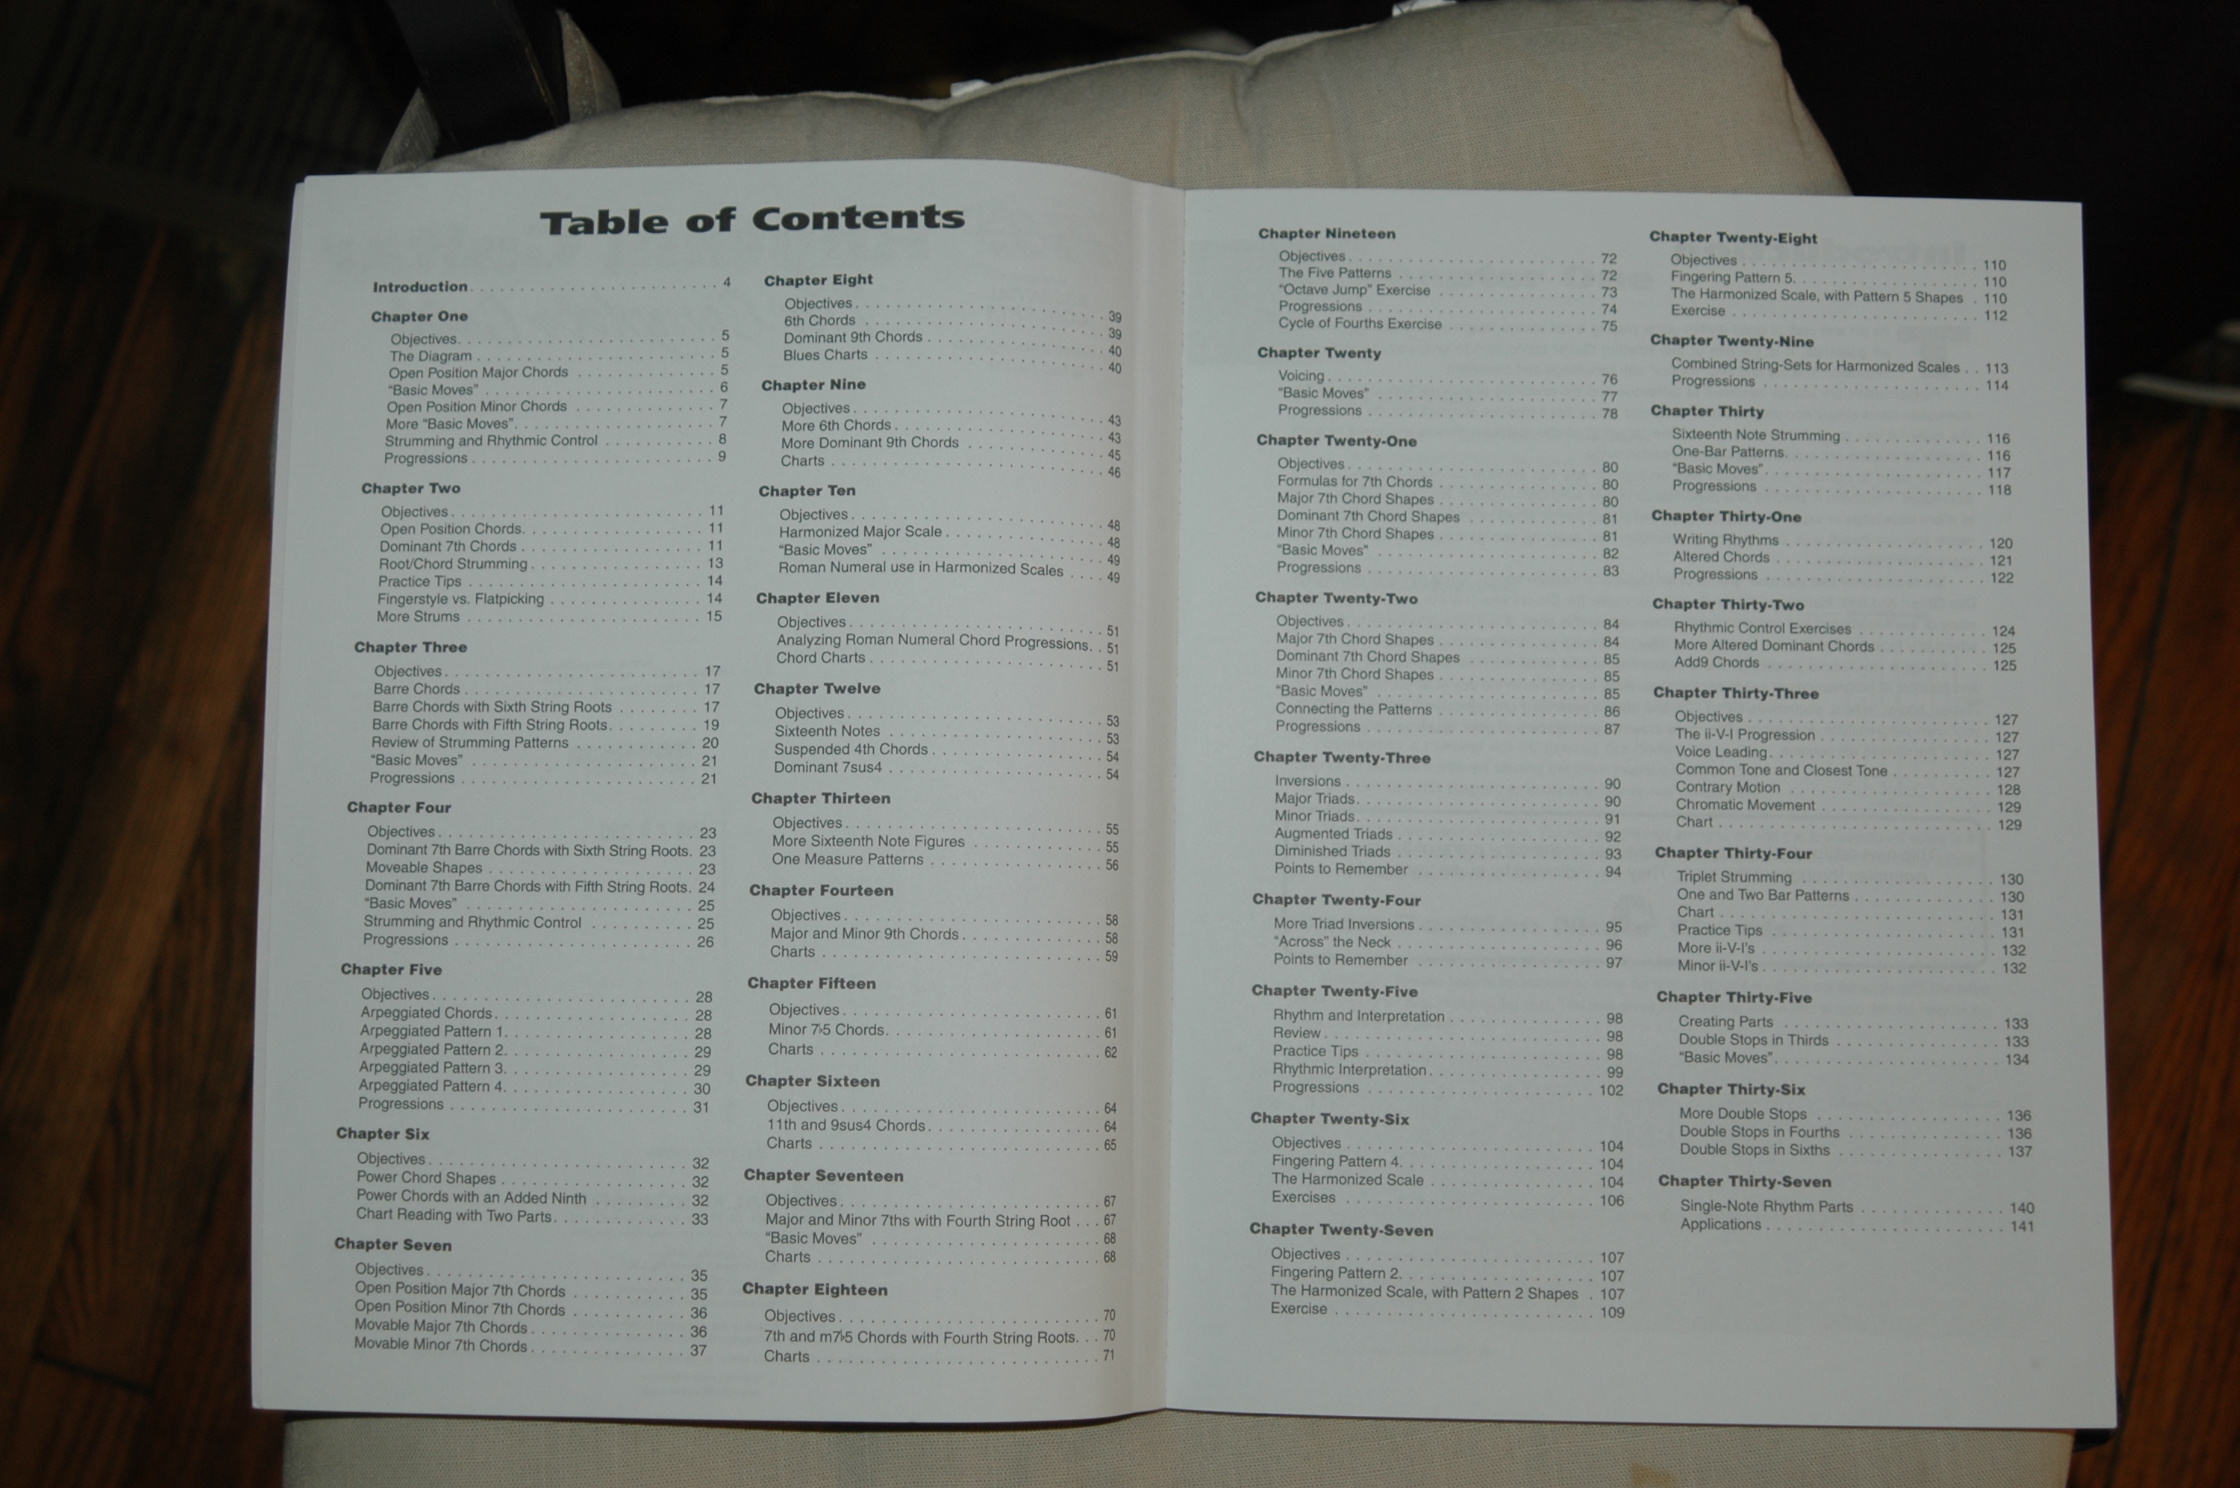 Table of Contents
Introduction. . . . . . . . . . . . . . . . . . . . . . . . 4
Chapter One
Objectives. . . . . . . . . . . . . . . . . . . . . . . . 5
The Diagram . . . . . . . . . . . . . . . . . . . . . . 5
Open Position Major Chords . . . . . . . . . . . . 5
"Basic Moves" . . . . . . . . . . . . . . . . . . . . . 6
Open Position Minor Chords . . . . . . . . . . . . 7
More "Basic Moves". . . . . . . . . . . . . . . . . . 7
Strumming and Rhythmic Control . . . . . . . . . 8
Progressions . . . . . . . . . . . . . . . . . . . . . . 9
Chapter Two
Objectives. . . . . . . . . . . . . . . . . . . . . . . 11
Open Position Chords. . . . . . . . . . . . . . . . 11
Dominant 7th Chords . . . . . . . . . . . . . . . . 11
Root/Chord Strumming . . . . . . . . . . . . . . . 13
Practice Tips . . . . . . . . . . . . . . . . . . . . . 14
Fingerstyle vs. Flatpicking . . . . . . . . . . . . . 14
More Strums . . . . . . . . . . . . . . . . . . . . . 15
Chapter Three
Objectives. . . . . . . . . . . . . . . . . . . . . . . 17
Barre Chords . . . . . . . . . . . . . . . . . . . . . 17
Barre Chords with Sixth String Roots . . . . . . . 17
Barre Chords with Fifth String Roots. . . . . . . . 19
Review of Strumming Patterns . . . . . . . . . . . 20
"Basic Moves" . . . . . . . . . . . . . . . . . . . . 21
Progressions . . . . . . . . . . . . . . . . . . . . . 21
Chapter Four
Objectives. . . . . . . . . . . . . . . . . . . . . . . 23
Dominant 7th Barre Chords with Sixth String Roots. 23
Moveable Shapes . . . . . . . . . . . . . . . . . . 23
Dominant 7th Barre Chords with Fifth String Roots. 24
"Basic Moves" . . . . . . . . . . . . . . . . . . . . 25
Strumming and Rhythmic Control . . . . . . . . . 25
Progressions . . . . . . . . . . . . . . . . . . . . . 26
Chapter Five
Objectives. . . . . . . . . . . . . . . . . . . . . . . 28
Arpeggiated Chords. . . . . . . . . . . . . . . . . 28
Arpeggiated Pattern 1. . . . . . . . . . . . . . . . 28
Arpeggiated Pattern 2. . . . . . . . . . . . . . . . 29
Arpeggiated Pattern 3. . . . . . . . . . . . . . . . 29
Arpeggiated Pattern 4. . . . . . . . . . . . . . . . 30
Progressions . . . . . . . . . . . . . . . . . . . . . 31
Chapter Six
Objectives. . . . . . . . . . . . . . . . . . . . . . . 32
Power Chord Shapes . . . . . . . . . . . . . . . . 32
Power Chords with an Added Ninth . . . . . . . . 32
Chart Reading with Two Parts. . . . . . . . . . . . 33
Chapter Seven
Objectives. . . . . . . . . . . . . . . . . . . . . . . 35
Open Position Major 7th Chords . . . . . . . . . . 35
Open Position Minor 7th Chords . . . . . . . . . . 36
Movable Major 7th Chords . . . . . . . . . . . . . 36
Movable Minor 7th Chords . . . . . . . . . . . . . 37
Chapter Eight
Objectives. . . . . . . . . . . . . . . . . . . . . . . 39
6th Chords . . . . . . . . . . . . . . . . . . . . . . 39
Dominant 9th Chords . . . . . . . . . . . . . . . . 40
Blues Charts . . . . . . . . . . . . . . . . . . . . . 40
Chapter Nine
Objectives. . . . . . . . . . . . . . . . . . . . . . . 43
More 6th Chords. . . . . . . . . . . . . . . . . . . 43
More Dominant 9th Chords . . . . . . . . . . . . . 45
Charts . . . . . . . . . . . . . . . . . . . . . . . . . 46
Chapter Ten
Objectives. . . . . . . . . . . . . . . . . . . . . . . 48
Harmonized Major Scale . . . . . . . . . . . . . . 48
"Basic Moves" . . . . . . . . . . . . . . . . . . . . 49
Roman Numeral use in Harmonized Scales . . . . 49
Chapter Eleven
Objectives. . . . . . . . . . . . . . . . . . . . . . . 51
Analyzing Roman Numeral Chord Progressions. . 51
Chord Charts . . . . . . . . . . . . . . . . . . . . . 51
Chapter Twelve
Objectives. . . . . . . . . . . . . . . . . . . . . . . 53
Sixteenth Notes . . . . . . . . . . . . . . . . . . . 53
Suspended 4th Chords . . . . . . . . . . . . . . . 54
Dominant 7sus4 . . . . . . . . . . . . . . . . . . . 54
Chapter Thirteen
Objectives. . . . . . . . . . . . . . . . . . . . . . . 55
More Sixteenth Note Figures . . . . . . . . . . . . 55
One Measure Patterns . . . . . . . . . . . . . . . 56
Chapter Fourteen
Objectives. . . . . . . . . . . . . . . . . . . . . . . 58
Major and Minor 9th Chords. . . . . . . . . . . . . 58
Charts . . . . . . . . . . . . . . . . . . . . . . . . . 59
Chapter Fifteen
Objectives. . . . . . . . . . . . . . . . . . . . . . . 61
Minor 7♭5 Chords. . . . . . . . . . . . . . . . . . . 61
Charts . . . . . . . . . . . . . . . . . . . . . . . . . 62
Chapter Sixteen
Objectives. . . . . . . . . . . . . . . . . . . . . . . 64
11th and 9sus4 Chords. . . . . . . . . . . . . . . . 64
Charts . . . . . . . . . . . . . . . . . . . . . . . . . 65
Chapter Seventeen
Objectives . . . . . . . . . . . . . . . . . . . . . . . 67
Major and Minor 7ths with Fourth String Root . . . 67
"Basic Moves" . . . . . . . . . . . . . . . . . . . . 68
Charts . . . . . . . . . . . . . . . . . . . . . . . . . 68
Chapter Eighteen
Objectives. . . . . . . . . . . . . . . . . . . . . . . 70
7th and m7♭5 Chords with Fourth String Roots. . . 70
Charts . . . . . . . . . . . . . . . . . . . . . . . . . 71
Chapter Nineteen
Objectives. . . . . . . . . . . . . . . . . . . . . . . 72
The Five Patterns . . . . . . . . . . . . . . . . . . 72
"Octave Jump" Exercise . . . . . . . . . . . . . . 73
Progressions . . . . . . . . . . . . . . . . . . . . . 74
Cycle of Fourths Exercise . . . . . . . . . . . . . 75
Chapter Twenty
Voicing. . . . . . . . . . . . . . . . . . . . . . . . . 76
"Basic Moves" . . . . . . . . . . . . . . . . . . . . 77
Progressions . . . . . . . . . . . . . . . . . . . . . 78
Chapter Twenty-One
Objectives. . . . . . . . . . . . . . . . . . . . . . . 80
Formulas for 7th Chords . . . . . . . . . . . . . . 80
Major 7th Chord Shapes . . . . . . . . . . . . . . 80
Dominant 7th Chord Shapes . . . . . . . . . . . . 81
Minor 7th Chord Shapes . . . . . . . . . . . . . . 81
"Basic Moves" . . . . . . . . . . . . . . . . . . . . 82
Progressions . . . . . . . . . . . . . . . . . . . . . 83
Chapter Twenty-Two
Objectives. . . . . . . . . . . . . . . . . . . . . . . 84
Major 7th Chord Shapes . . . . . . . . . . . . . . 84
Dominant 7th Chord Shapes . . . . . . . . . . . . 85
Minor 7th Chord Shapes . . . . . . . . . . . . . . 85
"Basic Moves" . . . . . . . . . . . . . . . . . . . . 85
Connecting the Patterns . . . . . . . . . . . . . . 86
Progressions . . . . . . . . . . . . . . . . . . . . . 87
Chapter Twenty-Three
Inversions . . . . . . . . . . . . . . . . . . . . . . . 90
Major Triads. . . . . . . . . . . . . . . . . . . . . . 90
Minor Triads. . . . . . . . . . . . . . . . . . . . . . 91
Augmented Triads . . . . . . . . . . . . . . . . . . 92
Diminished Triads . . . . . . . . . . . . . . . . . . 93
Points to Remember . . . . . . . . . . . . . . . . 94
Chapter Twenty-Four
More Triad Inversions . . . . . . . . . . . . . . . . 95
"Across" the Neck . . . . . . . . . . . . . . . . . . 96
Points to Remember . . . . . . . . . . . . . . . . 97
Chapter Twenty-Five
Rhythm and Interpretation . . . . . . . . . . . . . 98
Review. . . . . . . . . . . . . . . . . . . . . . . . . 98
Practice Tips . . . . . . . . . . . . . . . . . . . . . 98
Rhythmic Interpretation. . . . . . . . . . . . . . . 99
Progressions . . . . . . . . . . . . . . . . . . . . 102
Chapter Twenty-Six
Objectives . . . . . . . . . . . . . . . . . . . . . . 104
Fingering Pattern 4. . . . . . . . . . . . . . . . . 104
The Harmonized Scale . . . . . . . . . . . . . . 104
Exercises . . . . . . . . . . . . . . . . . . . . . . 106
Chapter Twenty-Seven
Objectives . . . . . . . . . . . . . . . . . . . . . . 107
Fingering Pattern 2. . . . . . . . . . . . . . . . . 107
The Harmonized Scale, with Pattern 2 Shapes . 107
Exercise . . . . . . . . . . . . . . . . . . . . . . . 109
Chapter Twenty-Eight
Objectives . . . . . . . . . . . . . . . . . . . . . . 110
Fingering Pattern 5. . . . . . . . . . . . . . . . . 110
The Harmonized Scale, with Pattern 5 Shapes . 110
Exercise . . . . . . . . . . . . . . . . . . . . . . . 112
Chapter Twenty-Nine
Combined String-Sets for Harmonized Scales . . 113
Progressions . . . . . . . . . . . . . . . . . . . . 114
Chapter Thirty
Sixteenth Note Strumming . . . . . . . . . . . . 116
One-Bar Patterns. . . . . . . . . . . . . . . . . . 116
"Basic Moves". . . . . . . . . . . . . . . . . . . . 117
Progressions . . . . . . . . . . . . . . . . . . . . 118
Chapter Thirty-One
Writing Rhythms . . . . . . . . . . . . . . . . . . 120
Altered Chords . . . . . . . . . . . . . . . . . . . 121
Progressions . . . . . . . . . . . . . . . . . . . . 122
Chapter Thirty-Two
Rhythmic Control Exercises . . . . . . . . . . . 124
More Altered Dominant Chords . . . . . . . . . . 125
Add9 Chords . . . . . . . . . . . . . . . . . . . . 125
Chapter Thirty-Three
Objectives . . . . . . . . . . . . . . . . . . . . . . 127
The ii-V-I Progression . . . . . . . . . . . . . . . 127
Voice Leading. . . . . . . . . . . . . . . . . . . . 127
Common Tone and Closest Tone . . . . . . . . . 127
Contrary Motion . . . . . . . . . . . . . . . . . . 128
Chromatic Movement . . . . . . . . . . . . . . . 129
Chart . . . . . . . . . . . . . . . . . . . . . . . . . 129
Chapter Thirty-Four
Triplet Strumming . . . . . . . . . . . . . . . . . 130
One and Two Bar Patterns . . . . . . . . . . . . . 130
Chart . . . . . . . . . . . . . . . . . . . . . . . . . 131
Practice Tips . . . . . . . . . . . . . . . . . . . . 131
More ii-V-I's . . . . . . . . . . . . . . . . . . . . . 132
Minor ii-V-I's . . . . . . . . . . . . . . . . . . . . . 132
Chapter Thirty-Five
Creating Parts . . . . . . . . . . . . . . . . . . . 133
Double Stops in Thirds . . . . . . . . . . . . . . 133
"Basic Moves". . . . . . . . . . . . . . . . . . . . 134
Chapter Thirty-Six
More Double Stops . . . . . . . . . . . . . . . . 136
Double Stops in Fourths . . . . . . . . . . . . . 136
Double Stops in Sixths . . . . . . . . . . . . . . 137
Chapter Thirty-Seven
Single-Note Rhythm Parts . . . . . . . . . . . . 140
Applications . . . . . . . . . . . . . . . . . . . . . 141